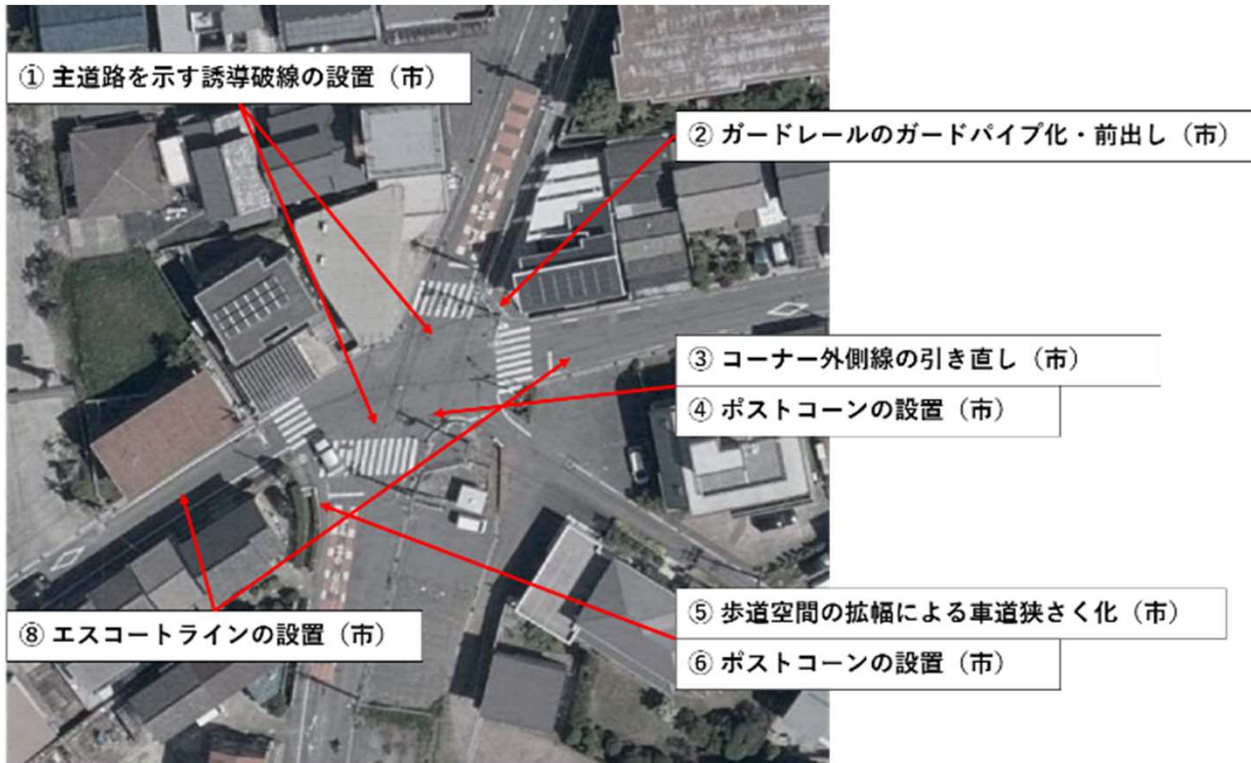 ① 主道路を示す誘導破線の設置（市）
② ガードレールのガードパイプ化・前出し（市）
③ コーナー外側線の引き直し（市）
④ ポストコーンの設置（市）
⑤ 歩道空間の拡幅による車道狭さく化（市）
⑥ ポストコーンの設置（市）
⑧ エスコートラインの設置（市）